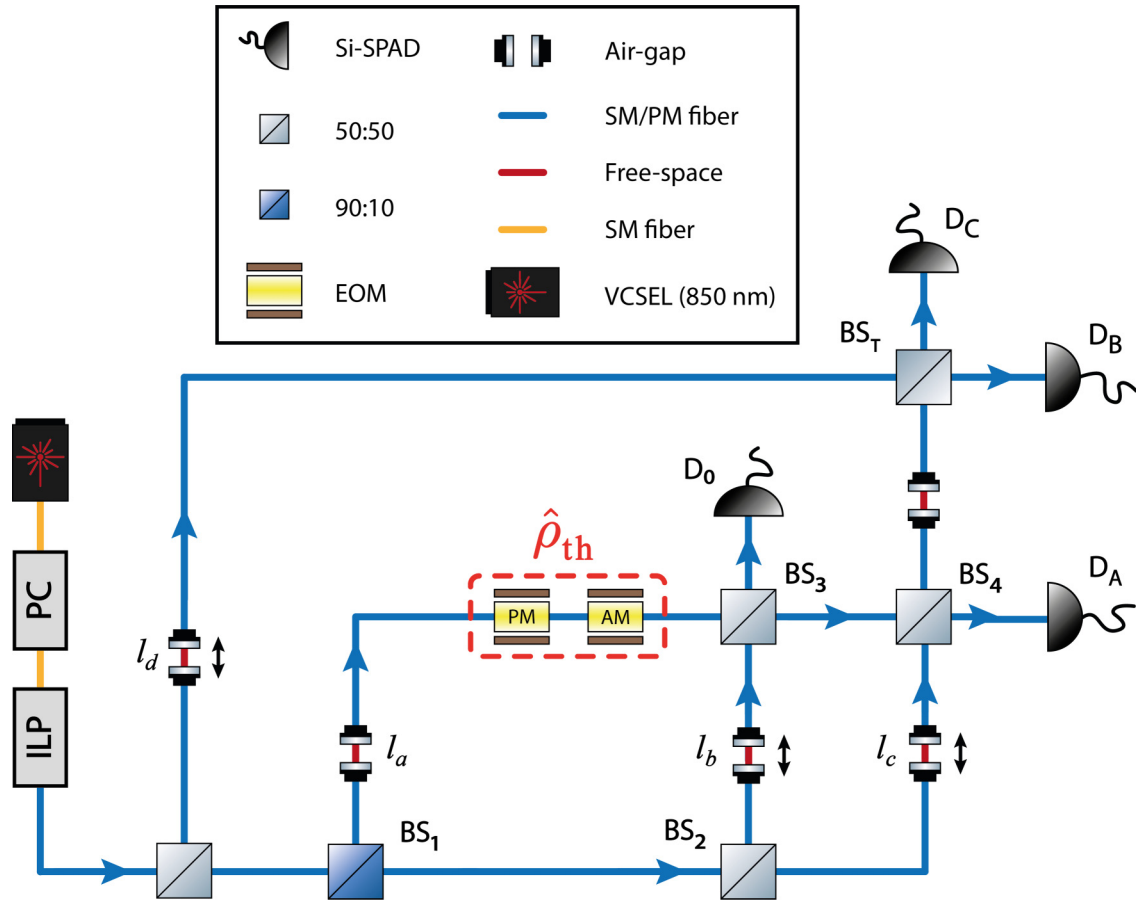 Si-SPAD
Air-gap
50:50
SM/PM fiber
Free-space
90:10
SM fiber
EOM
VCSEL (850 nm)
D_C
BS_T
D_B
D_0
ρ̂_th
PC
PM
AM
BS_3
BS_4
D_A
l_d
ILP
l_a
l_b
l_c
BS_1
BS_2